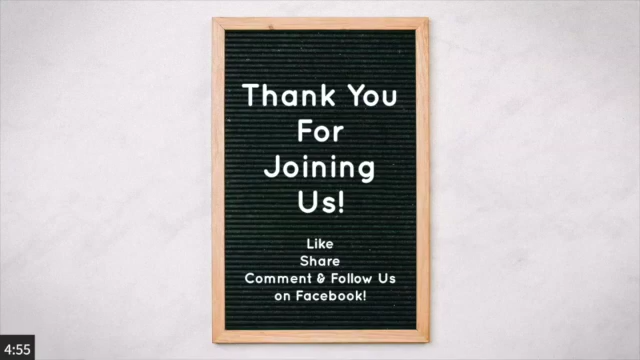 Thank You
For
Joining
Us!
Like
Share
Comment & Follow Us
on Facebook!
4:55